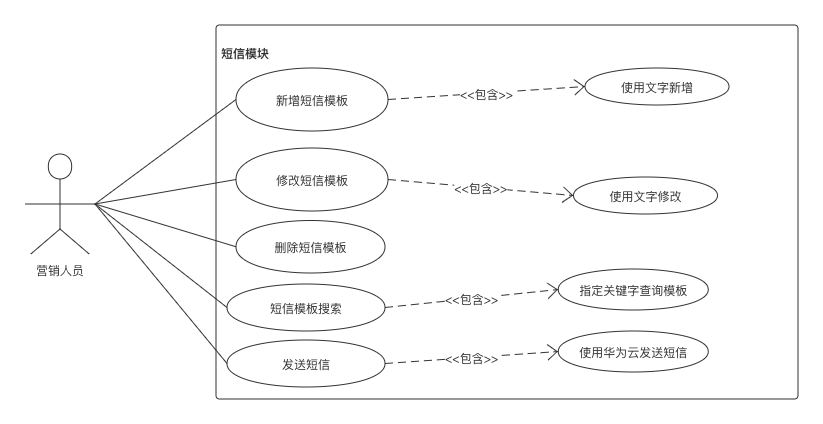 短信模块
新增短信模板
<<包含>>
使用文字新增
修改短信模板
<<包含>>
使用文字修改
删除短信模板
营销人员
短信模板搜索
<<包含>>
指定关键字查询模板
发送短信
<<包含>>
使用华为云发送短信